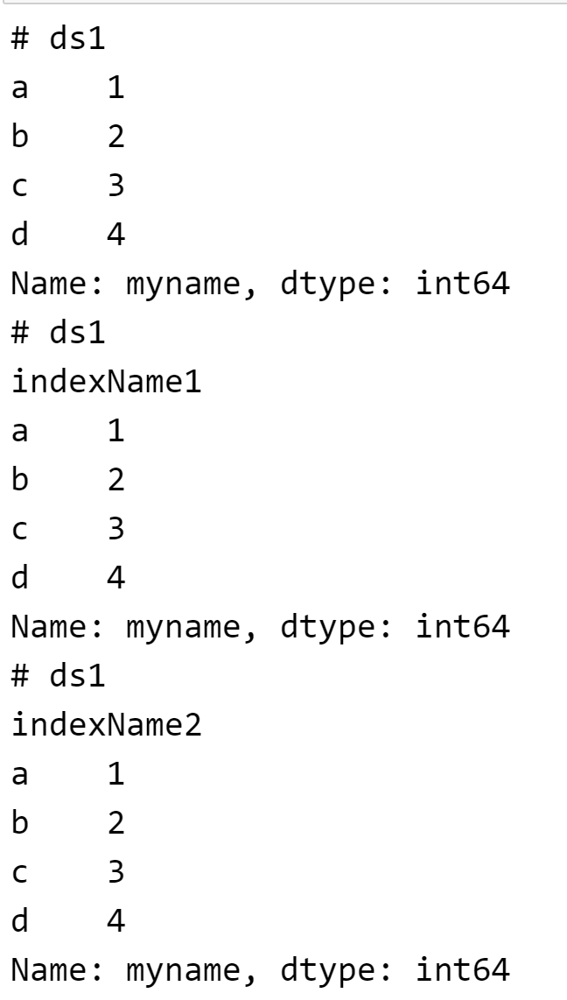 # ds1
a    1
b    2
c    3
d    4
Name: myname, dtype: int64
# ds1
indexName1
a    1
b    2
c    3
d    4
Name: myname, dtype: int64
# ds1
indexName2
a    1
b    2
c    3
d    4
Name: myname, dtype: int64